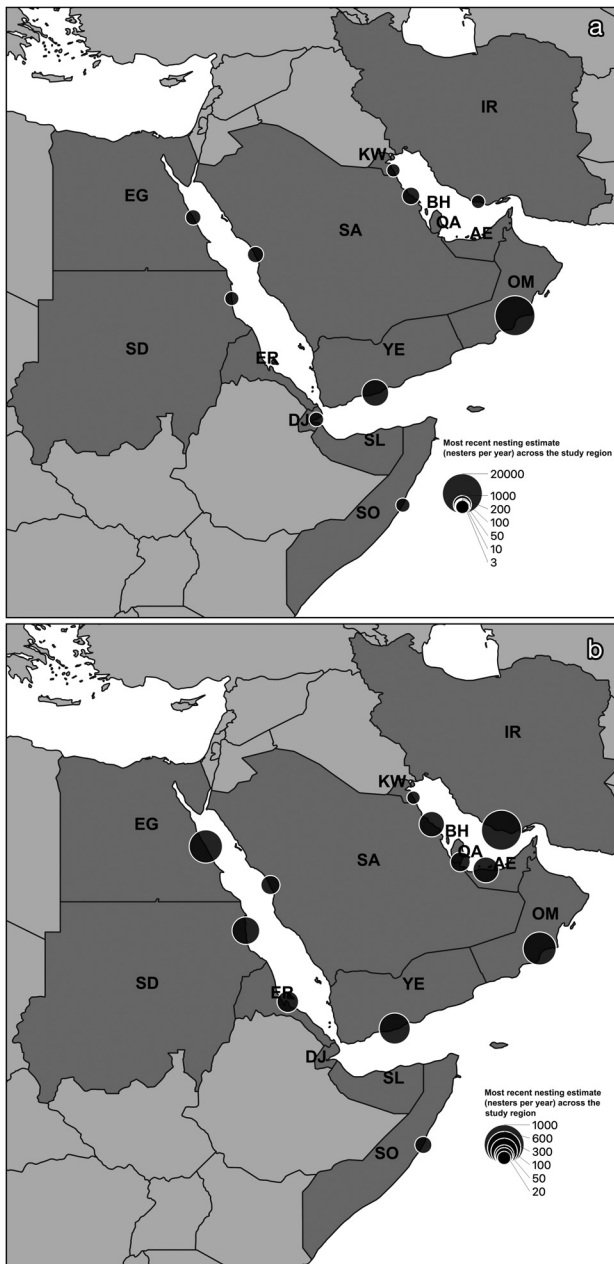 a
IR
KW
EG
BH
QA
SA
AE
OM
SD
YE
ER
DJ
SL
SO
Most recent nesting estimate
(nesters per year) across the study region
20000
1000
200
100
50
10
3
b
IR
KW
EG
BH
QA
AE
SA
OM
SD
YE
ER
DJ
SL
SO
Most recent nesting estimate
(nesters per year) across the
study region
1000
600
300
100
50
20